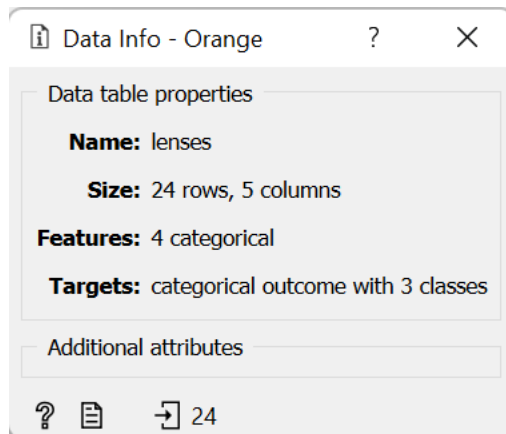 Data Info - Orange ?
Data table properties
Name: lenses
Size: 24 rows, 5 columns
Features: 4 categorical
Targets: categorical outcome with 3 classes
Additional attributes
? 24